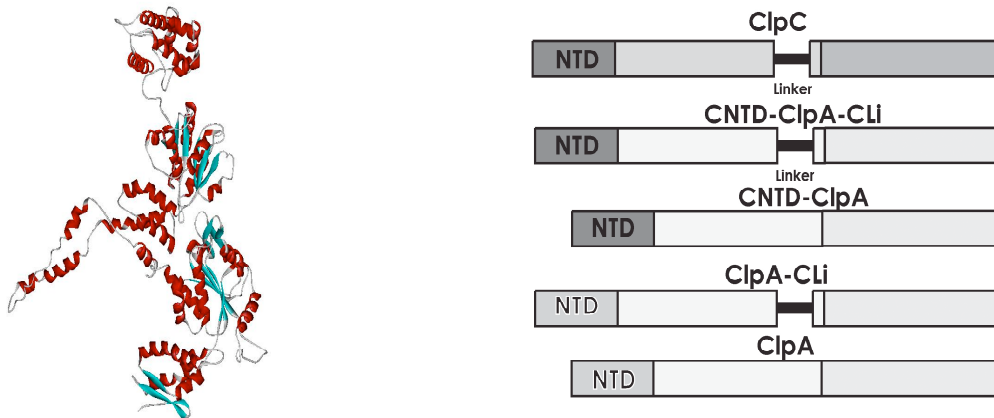 ClpC
NTD
Linker
CNTD-ClpA-CLi
NTD
Linker
CNTD-ClpA
NTD
ClpA-CLi
NTD
ClpA
NTD